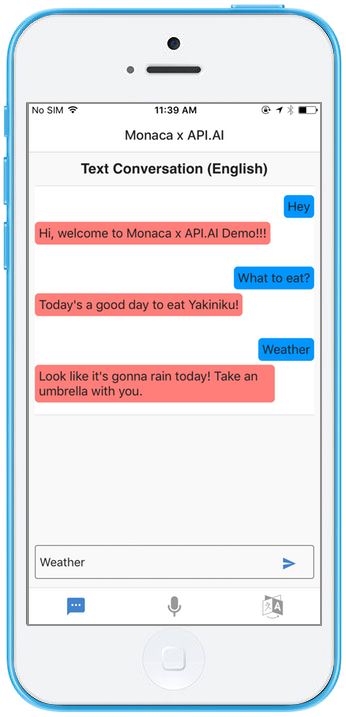 No SIM 11:39 AM
Monaca x API.AI
Text Conversation (English)
Hey
Hi, welcome to Monaca x API.AI Demo!!!
What to eat?
Today's a good day to eat Yakiniku!
Weather
Look like it's gonna rain today! Take an
umbrella with you.
Weather